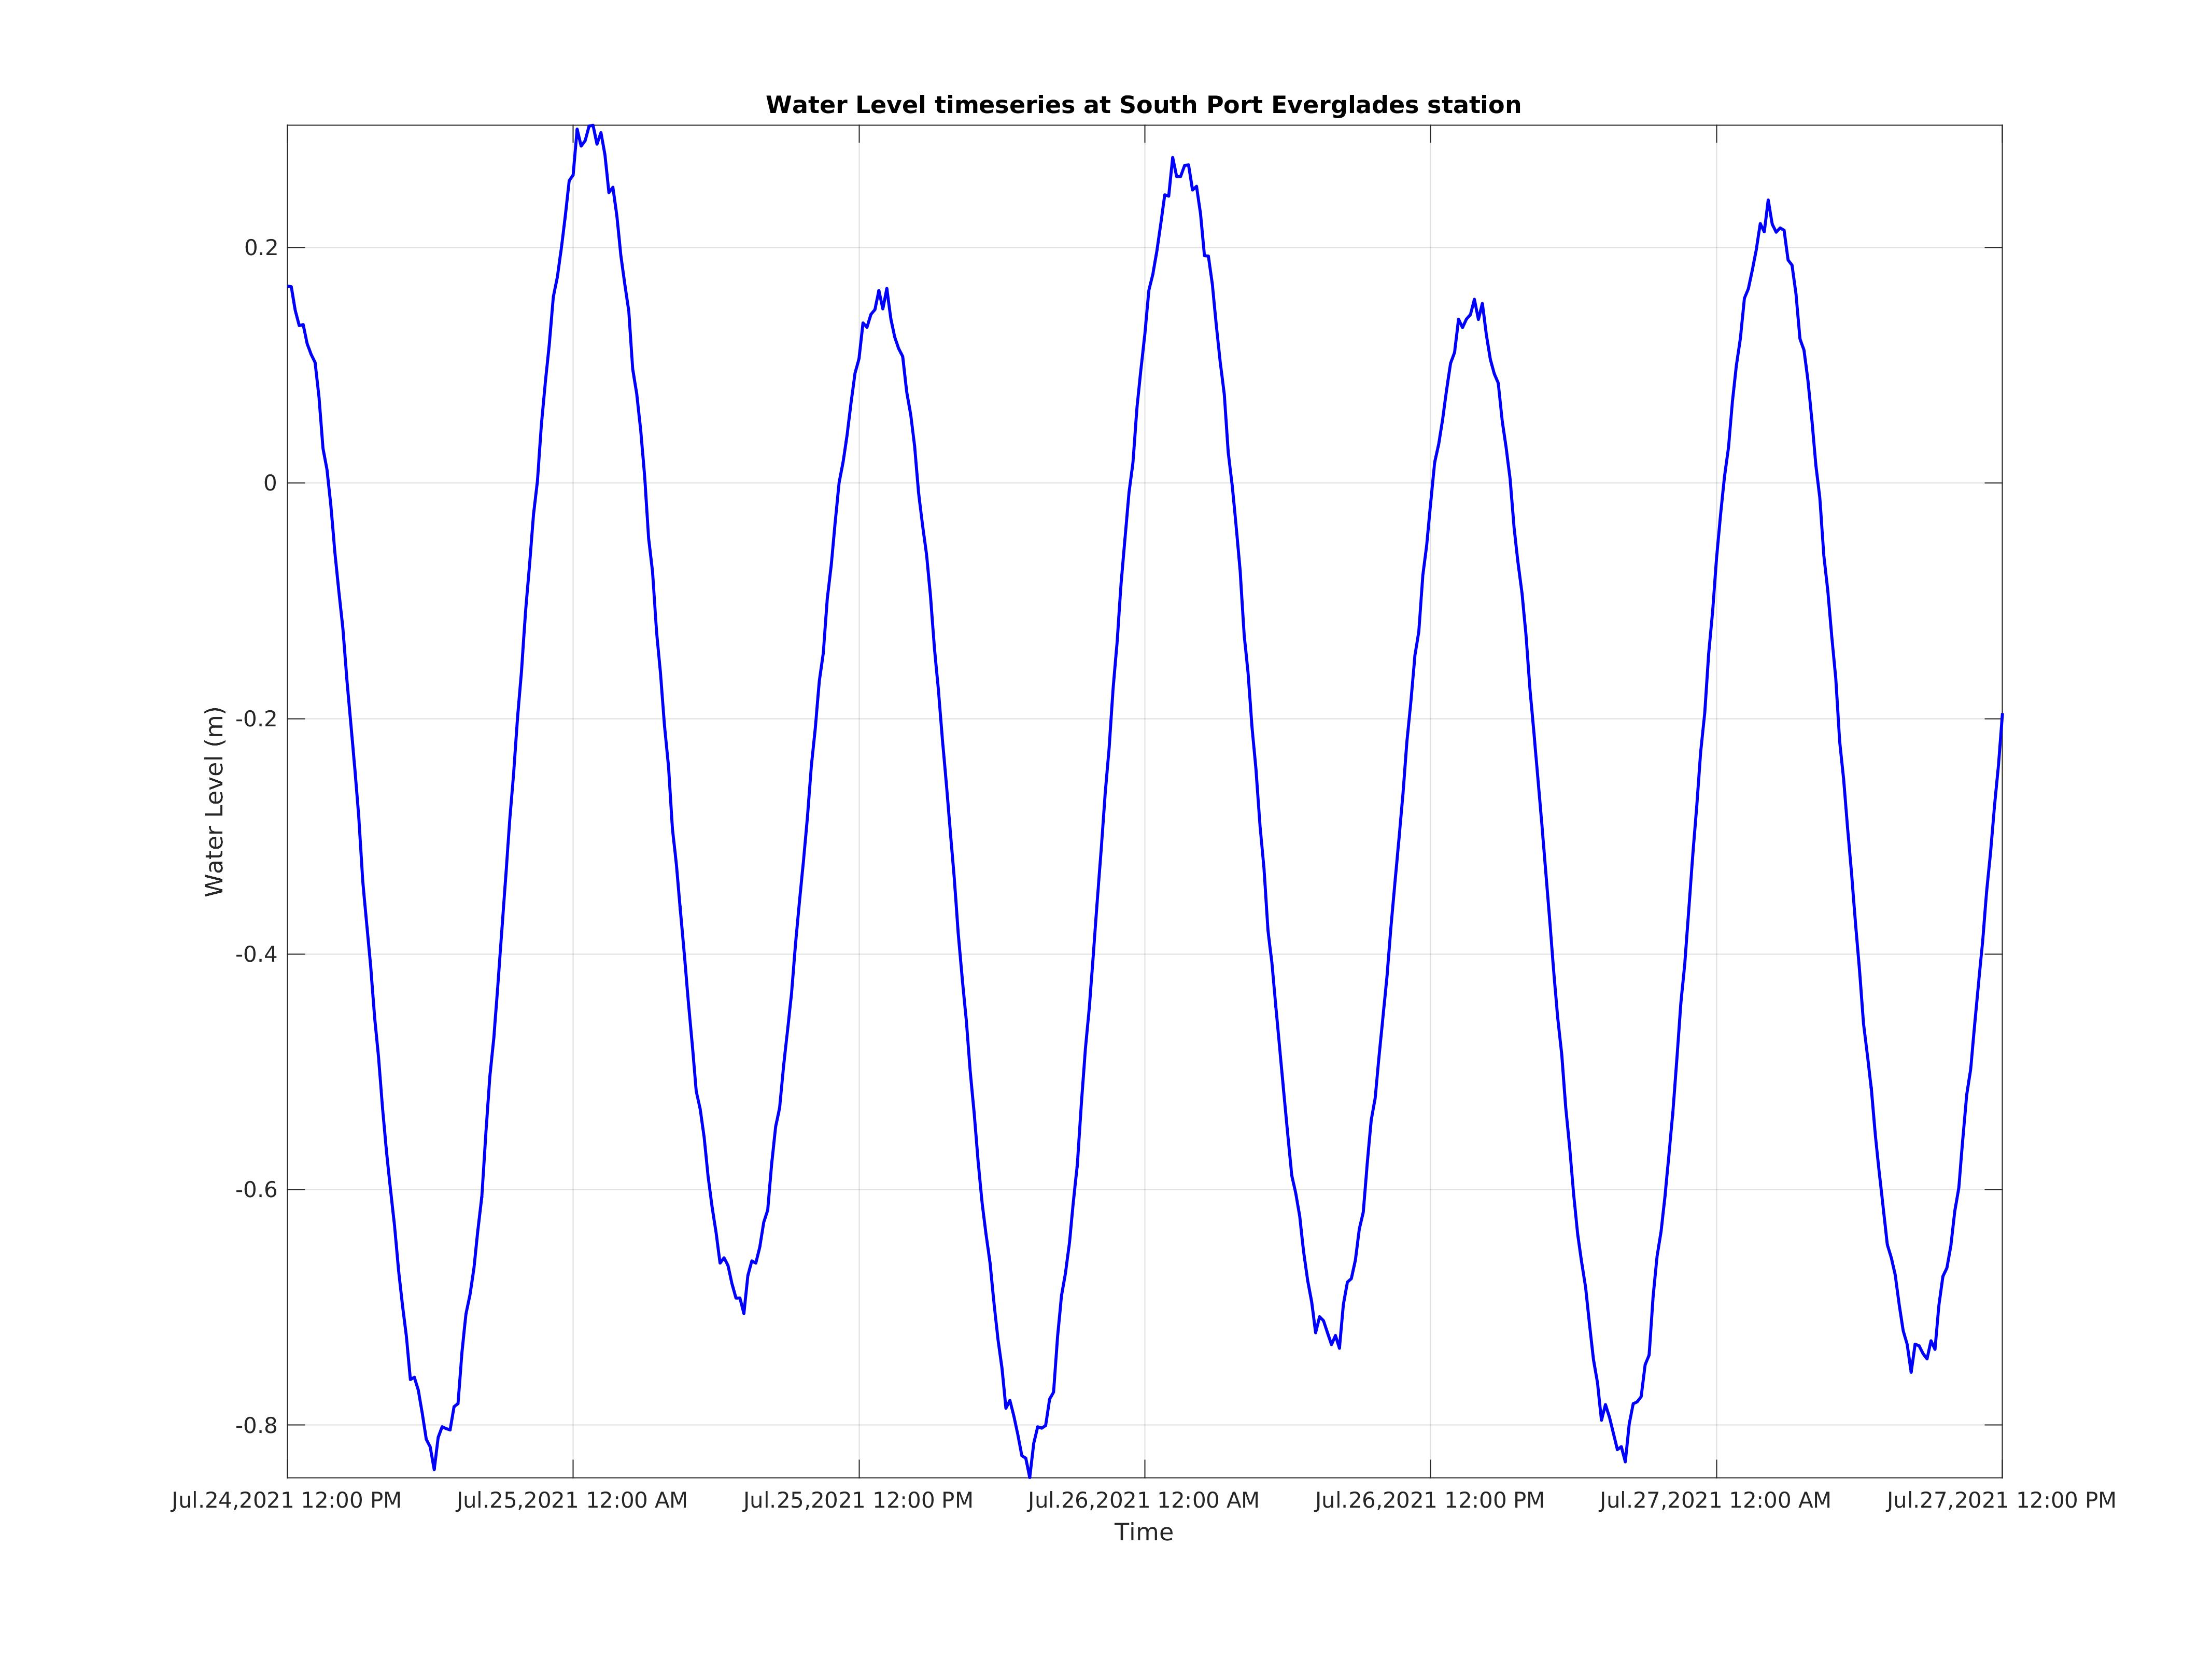 Water Level timeseries at South Port Everglades station
0.2
0
-0.2
-0.4
-0.6
-0.8
Water Level (m)
Jul.24,2021 12:00 PM
Jul.25,2021 12:00 AM
Jul.25,2021 12:00 PM
Jul.26,2021 12:00 AM
Jul.26,2021 12:00 PM
Jul.27,2021 12:00 AM
Jul.27,2021 12:00 PM
Time